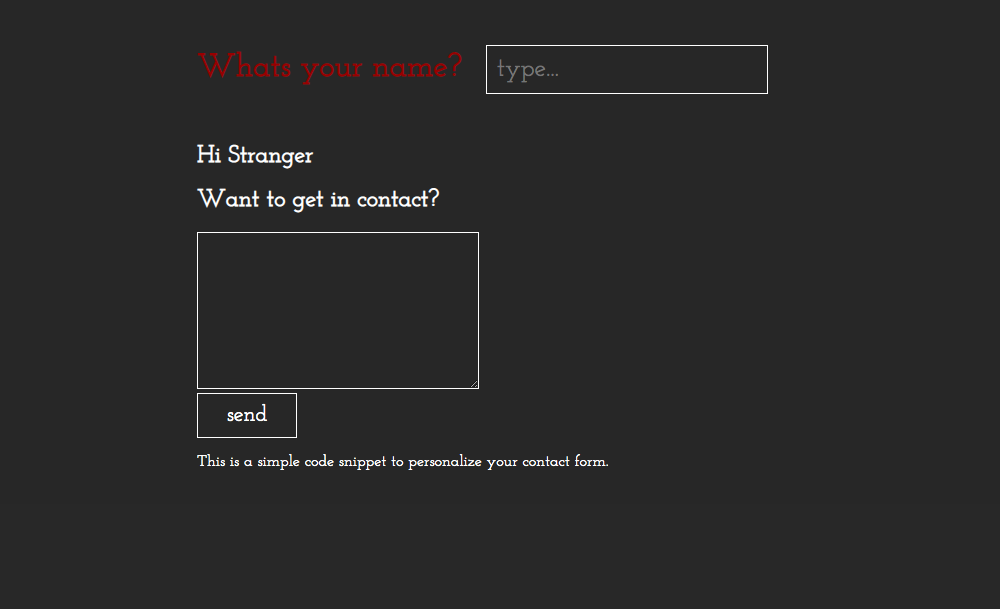 Whats your name? type...
Hi Stranger
Want to get in contact?
send
This is a simple code snippet to personalize your contact form.